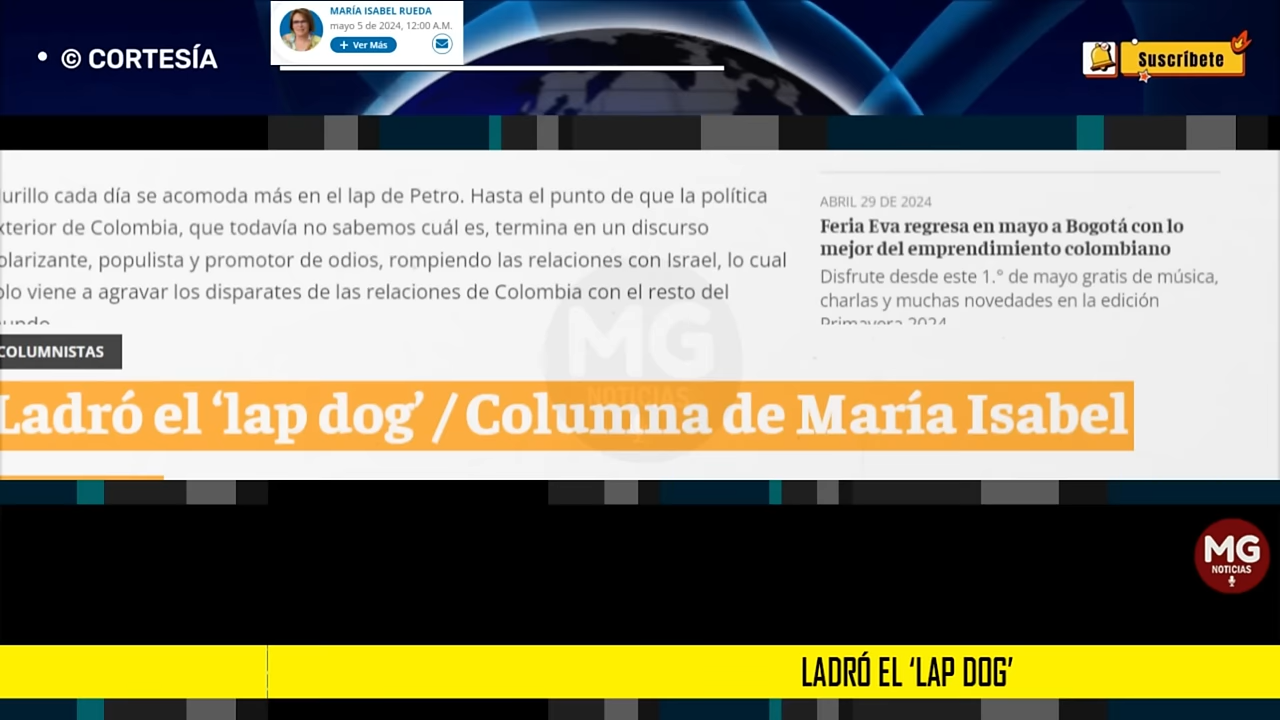 MARÍA ISABEL RUEDA
mayo 5 de 2024, 12:00 A.M.
+ Ver Más
• © CORTESÍA
Suscríbete
urillo cada día se acomoda más en el lap de Petro. Hasta el punto de que la política
xterior de Colombia, que todavía no sabemos cuál es, termina en un discurso
olarizante, populista y promotor de odios, rompiendo las relaciones con Israel, lo cual
olo viene a agravar los disparates de las relaciones de Colombia con el resto del
undo
ABRIL 29 DE 2024
Feria Eva regresa en mayo a Bogotá con lo
mejor del emprendimiento colombiano
Disfrute desde este 1.° de mayo gratis de música,
charlas y muchas novedades en la edición
Primavera 2024
COLUMNISTAS
Ladró el ‘lap dog’ / Columna de María Isabel
MG
NOTICIAS
MG
NOTICIAS
LADRÓ EL ‘LAP DOG’